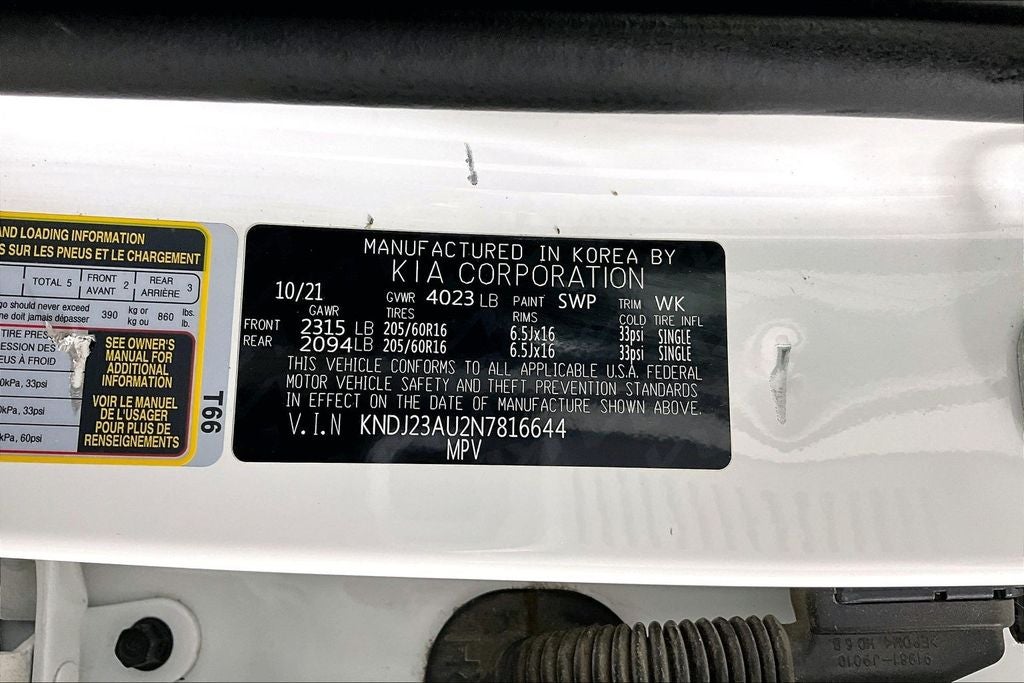 AND LOADING INFORMATION
S SUR LES PNEUS ET LE CHARGEMENT
TOTAL 5 FRONT AVANT 2 REAR ARRIÈRE 3
go should never exceed
ne doit jamais dépasser 390 kg or kg ou 860 lbs. lb.
TIRE PRES
ESSION DES
EUS À FROID
0kPa, 33psi
0kPa, 33psi
kPa, 60psi
SEE OWNER'S
MANUAL FOR
ADDITIONAL
INFORMATION
VOIR LE MANUEL
DE L'USAGER
POUR PLUS DE
RENSEIGNEMENTS
T66
MANUFACTURED IN KOREA BY
KIA CORPORATION
10/21 GVWR 4023 LB PAINT SWP TRIM WK
GAWR TIRES RIMS COLD TIRE INFL
FRONT 2315 LB 205/60R16 6.5Jx16 33psi SINGLE
REAR 2094 LB 205/60R16 6.5Jx16 33psi SINGLE
THIS VEHICLE CONFORMS TO ALL APPLICABLE U.S.A. FEDERAL
MOTOR VEHICLE SAFETY AND THEFT PREVENTION STANDARDS
IN EFFECT ON THE DATE OF MANUFACTURE SHOWN ABOVE.
V.I.N KNDJ23AU2N7816644
MPV
91981-J9010